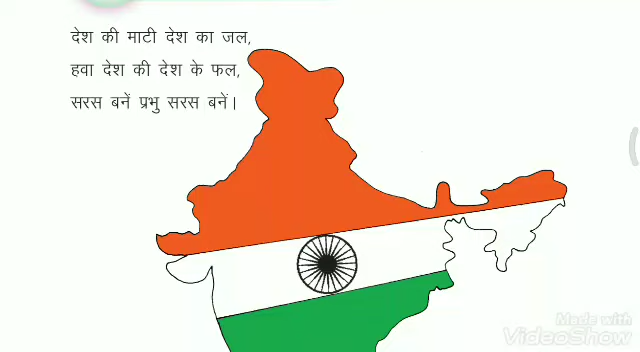 देश की माटी देश का जल,
हवा देश की देश के फल,
सरस बनें प्रभु सरस बनें।
Made with
VideoShow